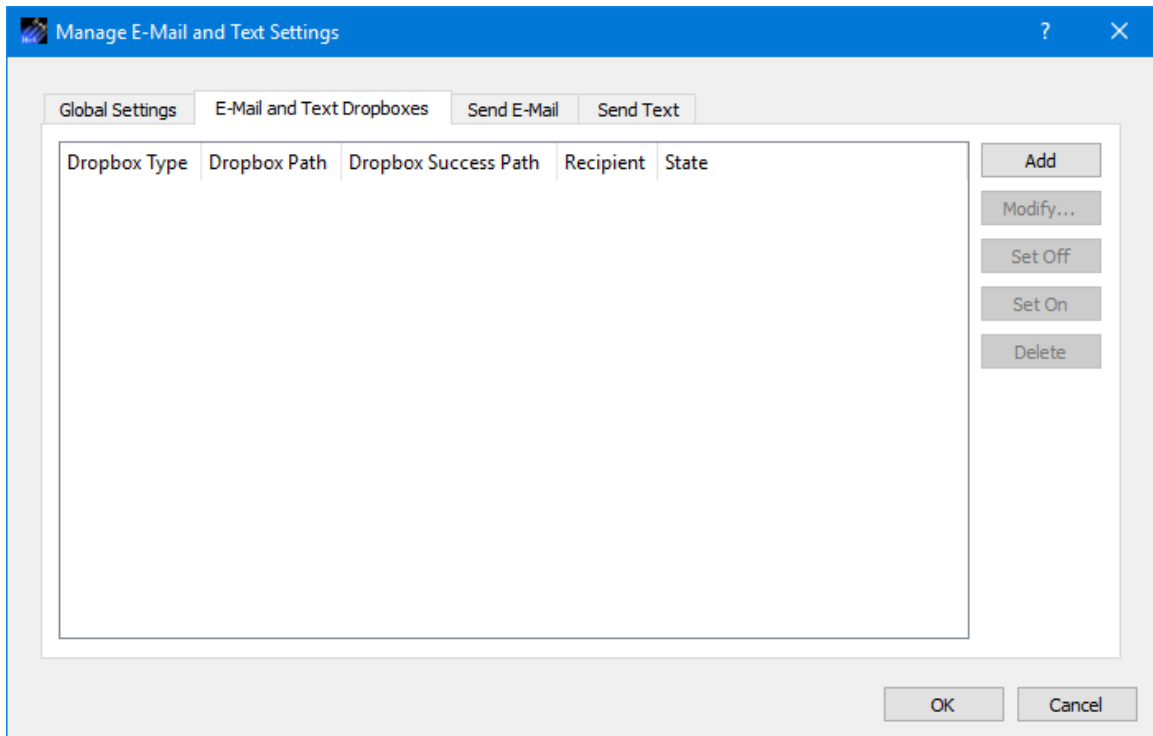 Manage E-Mail and Text Settings ?
Global Settings E-Mail and Text Dropboxes Send E-Mail Send Text
Dropbox Type Dropbox Path Dropbox Success Path Recipient State
Add
Modify...
Set Off
Set On
Delete
OK Cancel